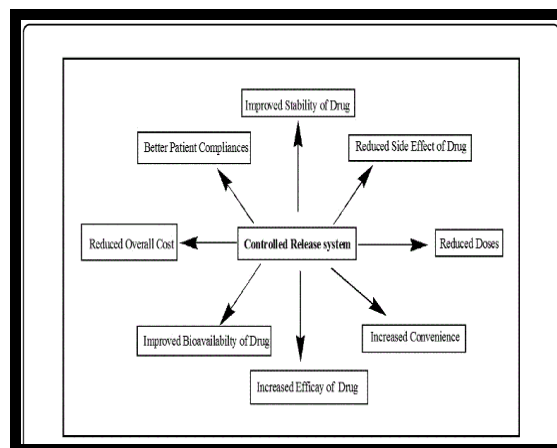 Improved Stability of Drug
Better Patient Compliances
Reduced Side Effect of Drug
Reduced Overall Cost
Controlled Release system
Reduced Doses
Improved Bioavailabilty of Drug
Increased Convenience
Increased Efficay of Drug